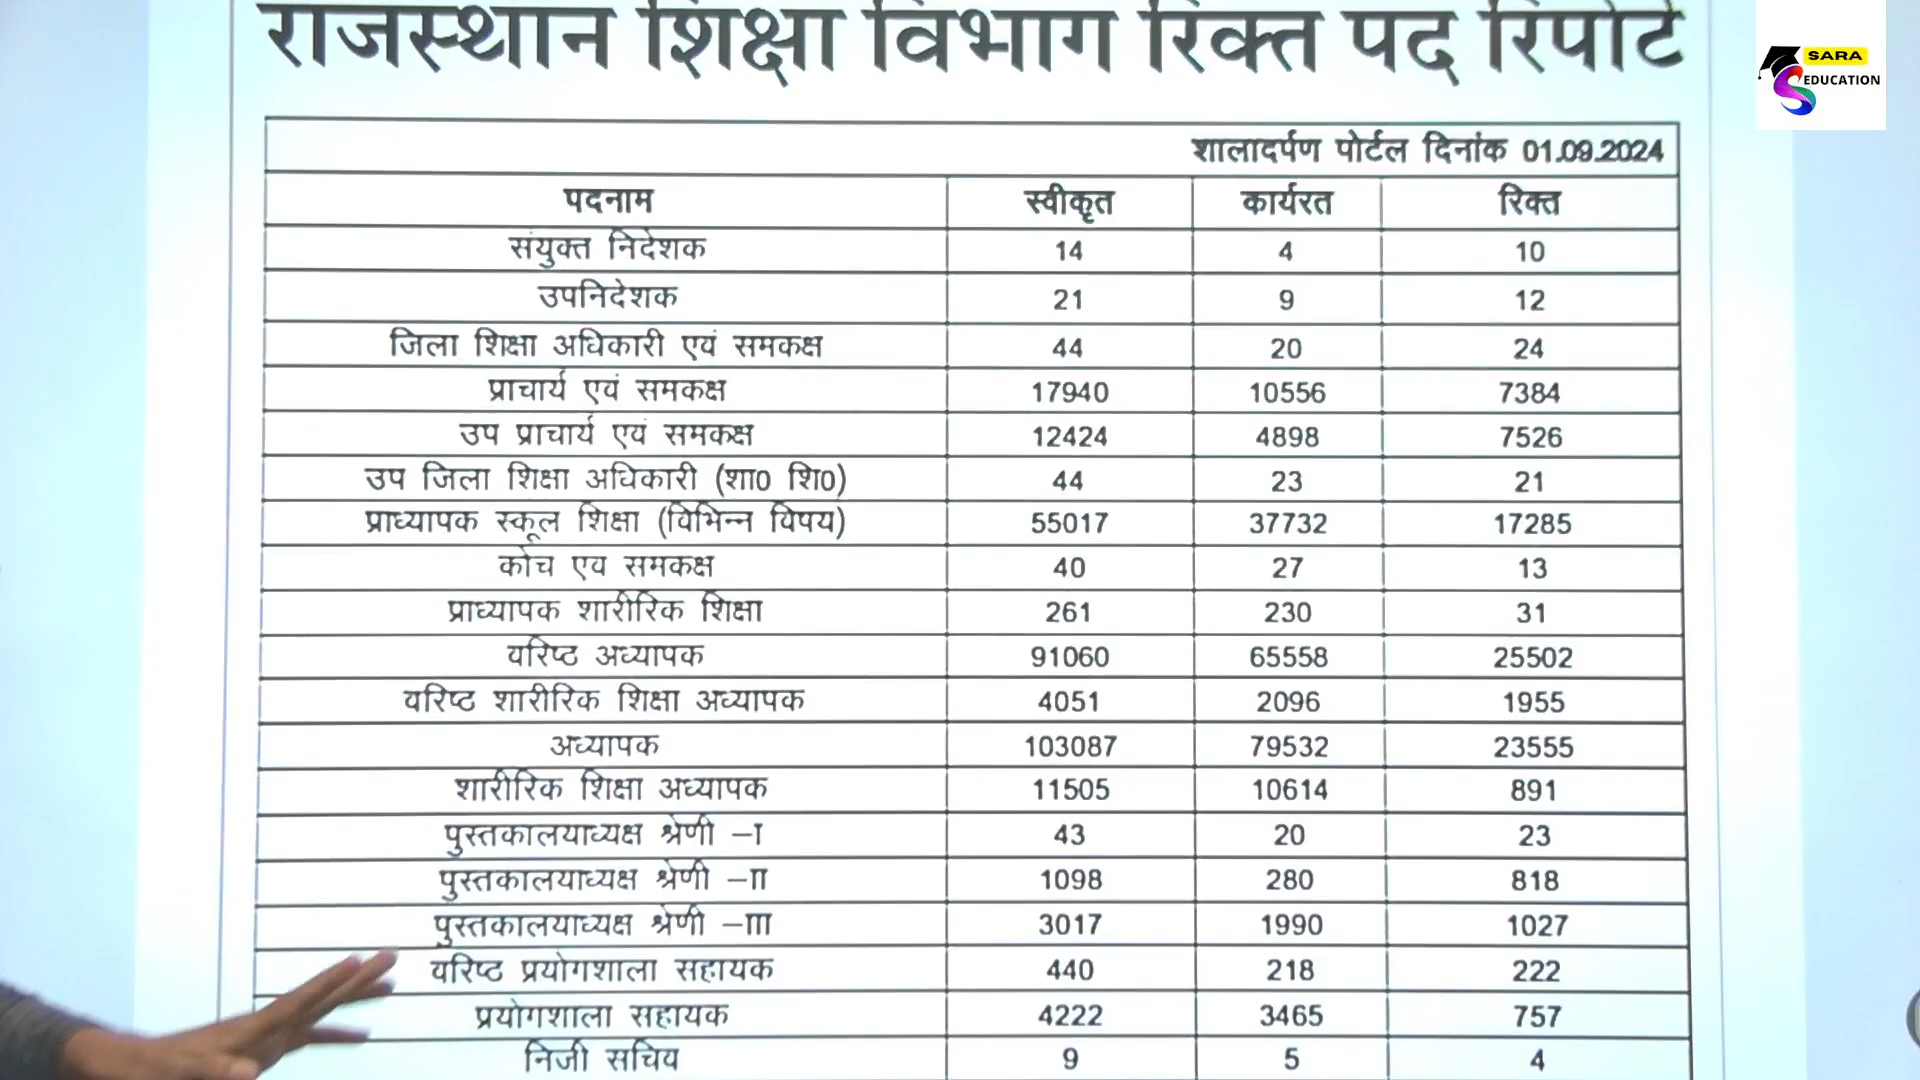 राजस्थान शिक्षा विभाग रिक्त पद रिपोर्ट
SARA
EDUCATION
शालादर्पण पोर्टल दिनांक 01.09.2024
पदनाम स्वीकृत कार्यरत रिक्त
संयुक्त निदेशक 14 4 10
उपनिदेशक 21 9 12
जिला शिक्षा अधिकारी एवं समकक्ष 44 20 24
प्राचार्य एवं समकक्ष 17940 10556 7384
उप प्राचार्य एवं समकक्ष 12424 4898 7526
उप जिला शिक्षा अधिकारी (शा0 शि0) 44 23 21
प्राध्यापक स्कूल शिक्षा (विभिन्न विषय) 55017 37732 17285
कोच एवं समकक्ष 40 27 13
प्राध्यापक शारीरिक शिक्षा 261 230 31
वरिष्ठ अध्यापक 91060 65558 25502
वरिष्ठ शारीरिक शिक्षा अध्यापक 4051 2096 1955
अध्यापक 103087 79532 23555
शारीरिक शिक्षा अध्यापक 11505 10614 891
पुस्तकालयाध्यक्ष श्रेणी –I 43 20 23
पुस्तकालयाध्यक्ष श्रेणी –II 1098 280 818
पुस्तकालयाध्यक्ष श्रेणी –III 3017 1990 1027
वरिष्ठ प्रयोगशाला सहायक 440 218 222
प्रयोगशाला सहायक 4222 3465 757
निजी सचिव 9 5 4